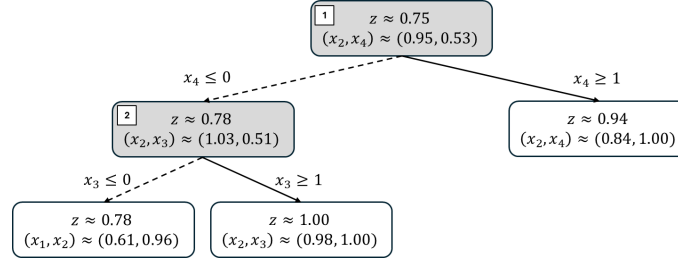 1
z ≈ 0.75
(x₂, x₄) ≈ (0.95, 0.53)
x₄ ≤ 0
x₄ ≥ 1
2
z ≈ 0.78
(x₂, x₃) ≈ (1.03, 0.51)
z ≈ 0.94
(x₂, x₄) ≈ (0.84, 1.00)
x₃ ≤ 0
x₃ ≥ 1
z ≈ 0.78
(x₁, x₂) ≈ (0.61, 0.96)
z ≈ 1.00
(x₂, x₃) ≈ (0.98, 1.00)